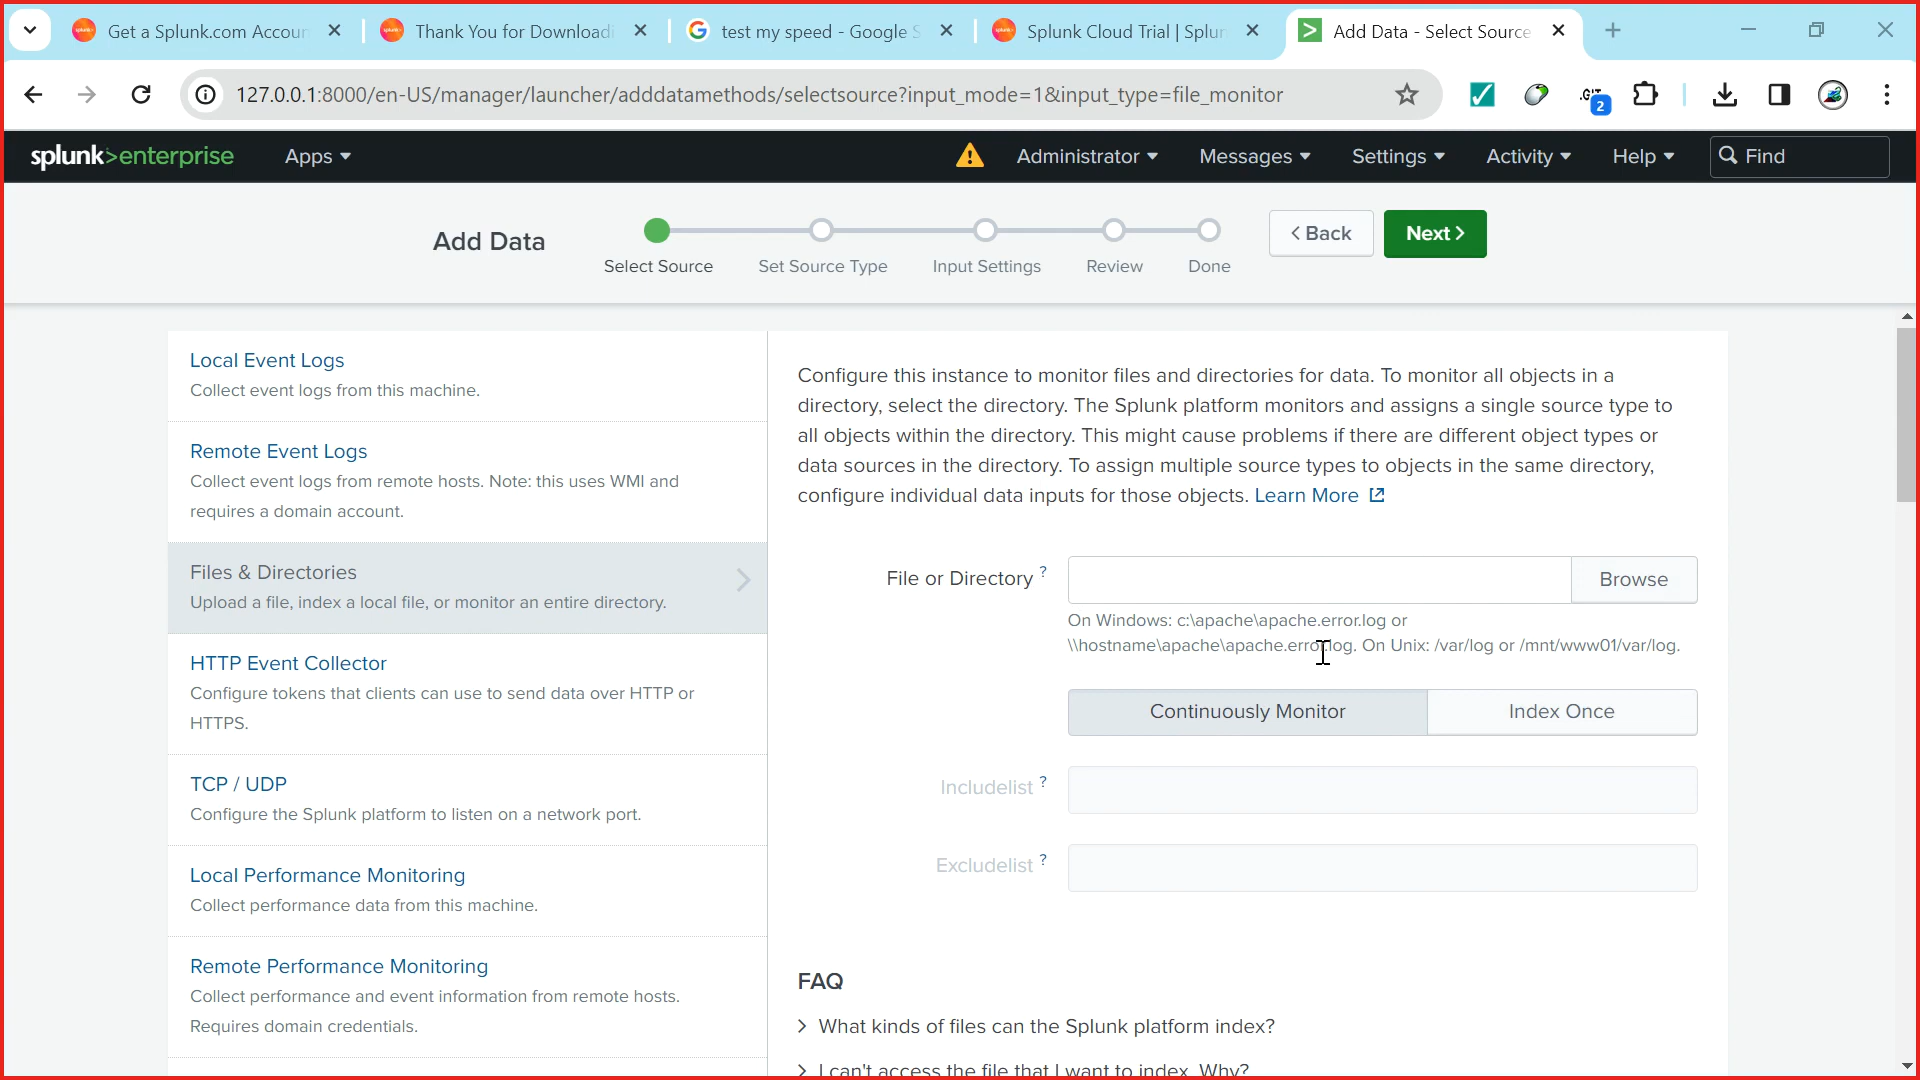 Get a Splunk.com Accoun
Thank You for Downloadi
test my speed - Google S
Splunk Cloud Trial | Splun
Add Data - Select Source
127.0.0.1:8000/en-US/manager/launcher/adddatamethods/selectsource?input_mode=1&input_type=file_monitor
.GIT
2
splunk>enterprise
Apps
Administrator
Messages
Settings
Activity
Help
Find
Add Data
Select Source
Set Source Type
Input Settings
Review
Done
< Back
Next >
Local Event Logs
Collect event logs from this machine.
Remote Event Logs
Collect event logs from remote hosts. Note: this uses WMI and
requires a domain account.
Files & Directories
Upload a file, index a local file, or monitor an entire directory.
HTTP Event Collector
Configure tokens that clients can use to send data over HTTP or
HTTPS.
TCP / UDP
Configure the Splunk platform to listen on a network port.
Local Performance Monitoring
Collect performance data from this machine.
Remote Performance Monitoring
Collect performance and event information from remote hosts.
Requires domain credentials.
Configure this instance to monitor files and directories for data. To monitor all objects in a
directory, select the directory. The Splunk platform monitors and assigns a single source type to
all objects within the directory. This might cause problems if there are different object types or
data sources in the directory. To assign multiple source types to objects in the same directory,
configure individual data inputs for those objects. Learn More
File or Directory ?
Browse
On Windows: c:\apache\apache.error.log or
\\hostname\apache\apache.error.log. On Unix: /var/log or /mnt/www01/var/log.
Continuously Monitor
Index Once
Includelist ?
Excludelist ?
FAQ
> What kinds of files can the Splunk platform index?
> I can't access the file that I want to index. Why?